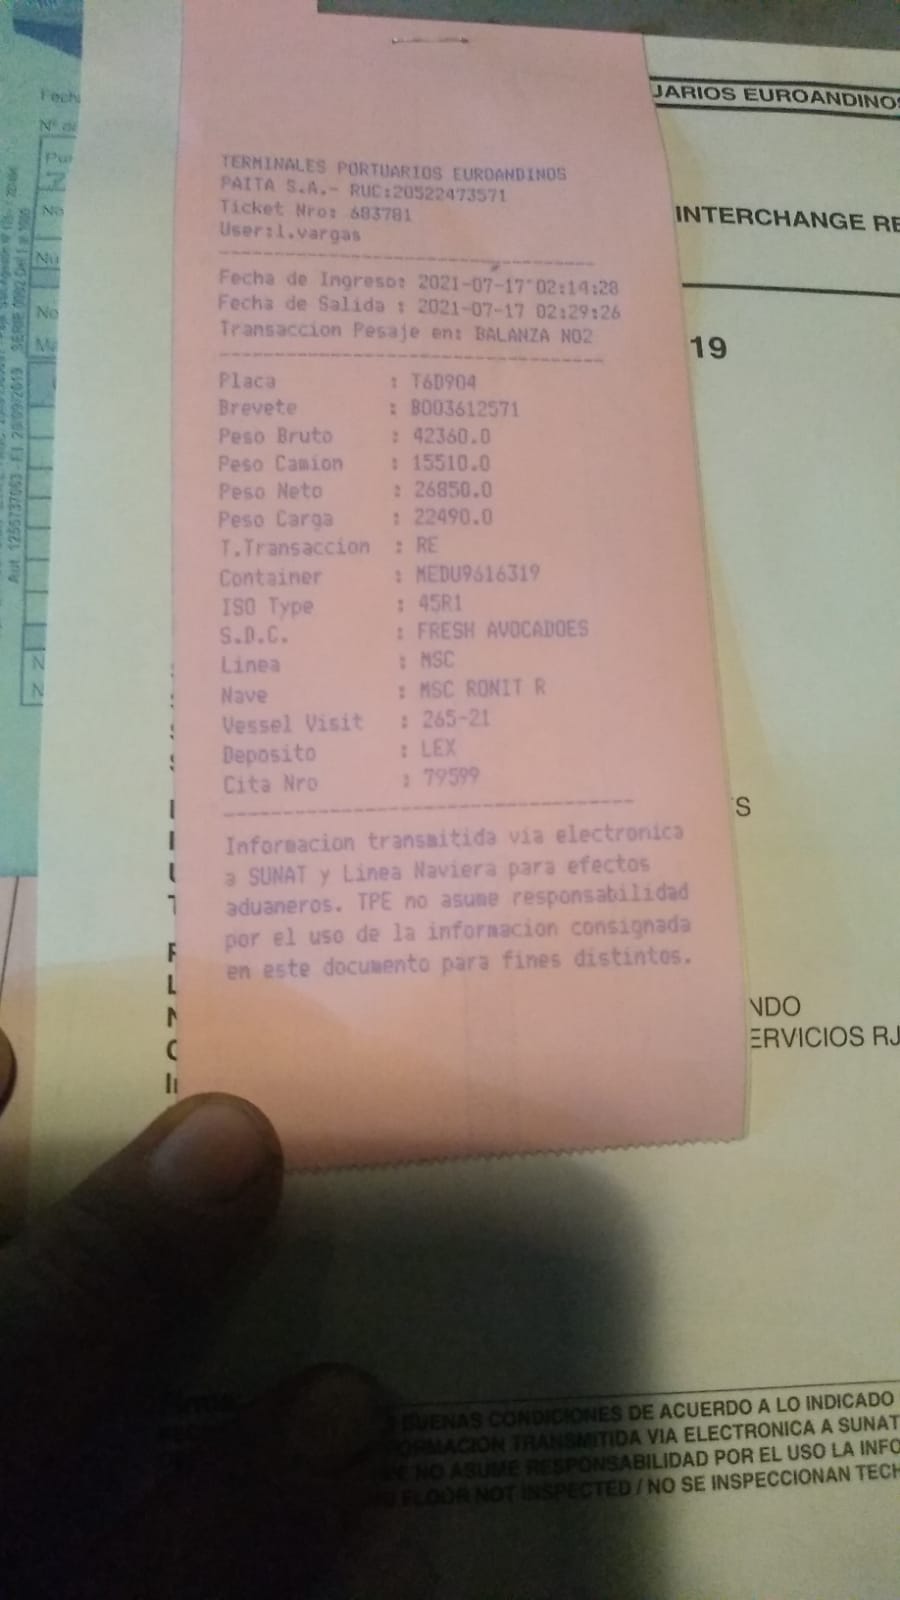 TERMINALES PORTUARIOS EUROANDINOS
PAITA S.A.- RUC:20522473571
Ticket Nro: 683781
User:l.vargas
Fecha de Ingreso: 2021-07-17 02:14:28
Fecha de Salida : 2021-07-17 02:29:26
Transaccion Pesaje en: BALANZA NO2
Placa : T6D904
Brevete : B003612571
Peso Bruto : 42360.0
Peso Camion : 15510.0
Peso Neto : 26850.0
Peso Carga : 22490.0
T.Transaccion : RE
Container : MEDU9616319
ISO Type : 45R1
S.D.C. : FRESH AVOCADOES
Linea : MSC
Nave : MSC RONIT R
Vessel Visit : 265-21
Deposito : LEX
Cita Nro : 79599
Informacion transmitida via electronica
a SUNAT y Linea Naviera para efectos
aduaneros. TPE no asume responsabilidad
por el uso de la informacion consignada
en este documento para fines distintos.
UARIOS EUROANDINOS
INTERCHANGE RE
19
S
NDO
ERVICIOS RJ
BUENAS CONDICIONES DE ACUERDO A LO INDICADO
RMACION TRANSMITIDA VIA ELECTRONICA A SUNAT
NO ASUME RESPONSABILIDAD POR EL USO LA INFO
FLOOR NOT INSPECTED / NO SE INSPECCIONAN TECH